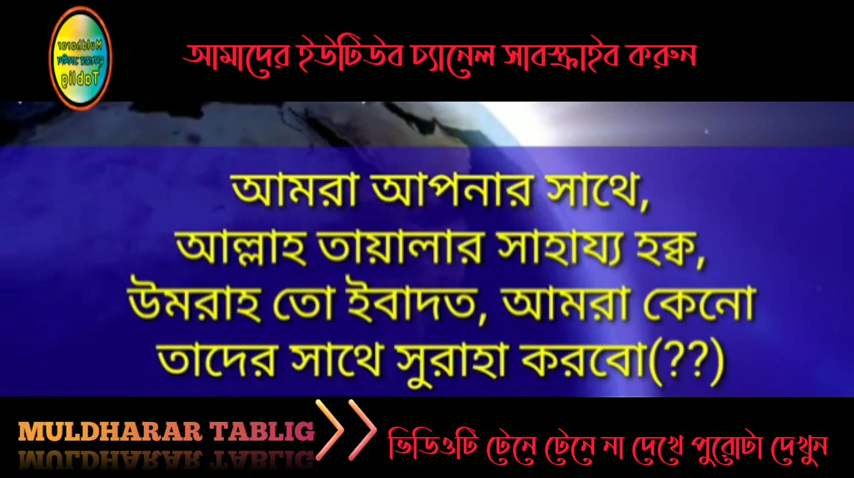 আমাদের ইউটিউব চ্যানেল সাবস্ক্রাইব করুন
আমরা আপনার সাথে,
আল্লাহ তায়ালার সাহায্য হক্ব,
উমরাহ তো ইবাদত, আমরা কেনো
তাদের সাথে সুরাহা করবো(??)
MULDHARAR TABLIG
ভিডিওটি টেনে টেনে না দেখে পুরোটা দেখুন